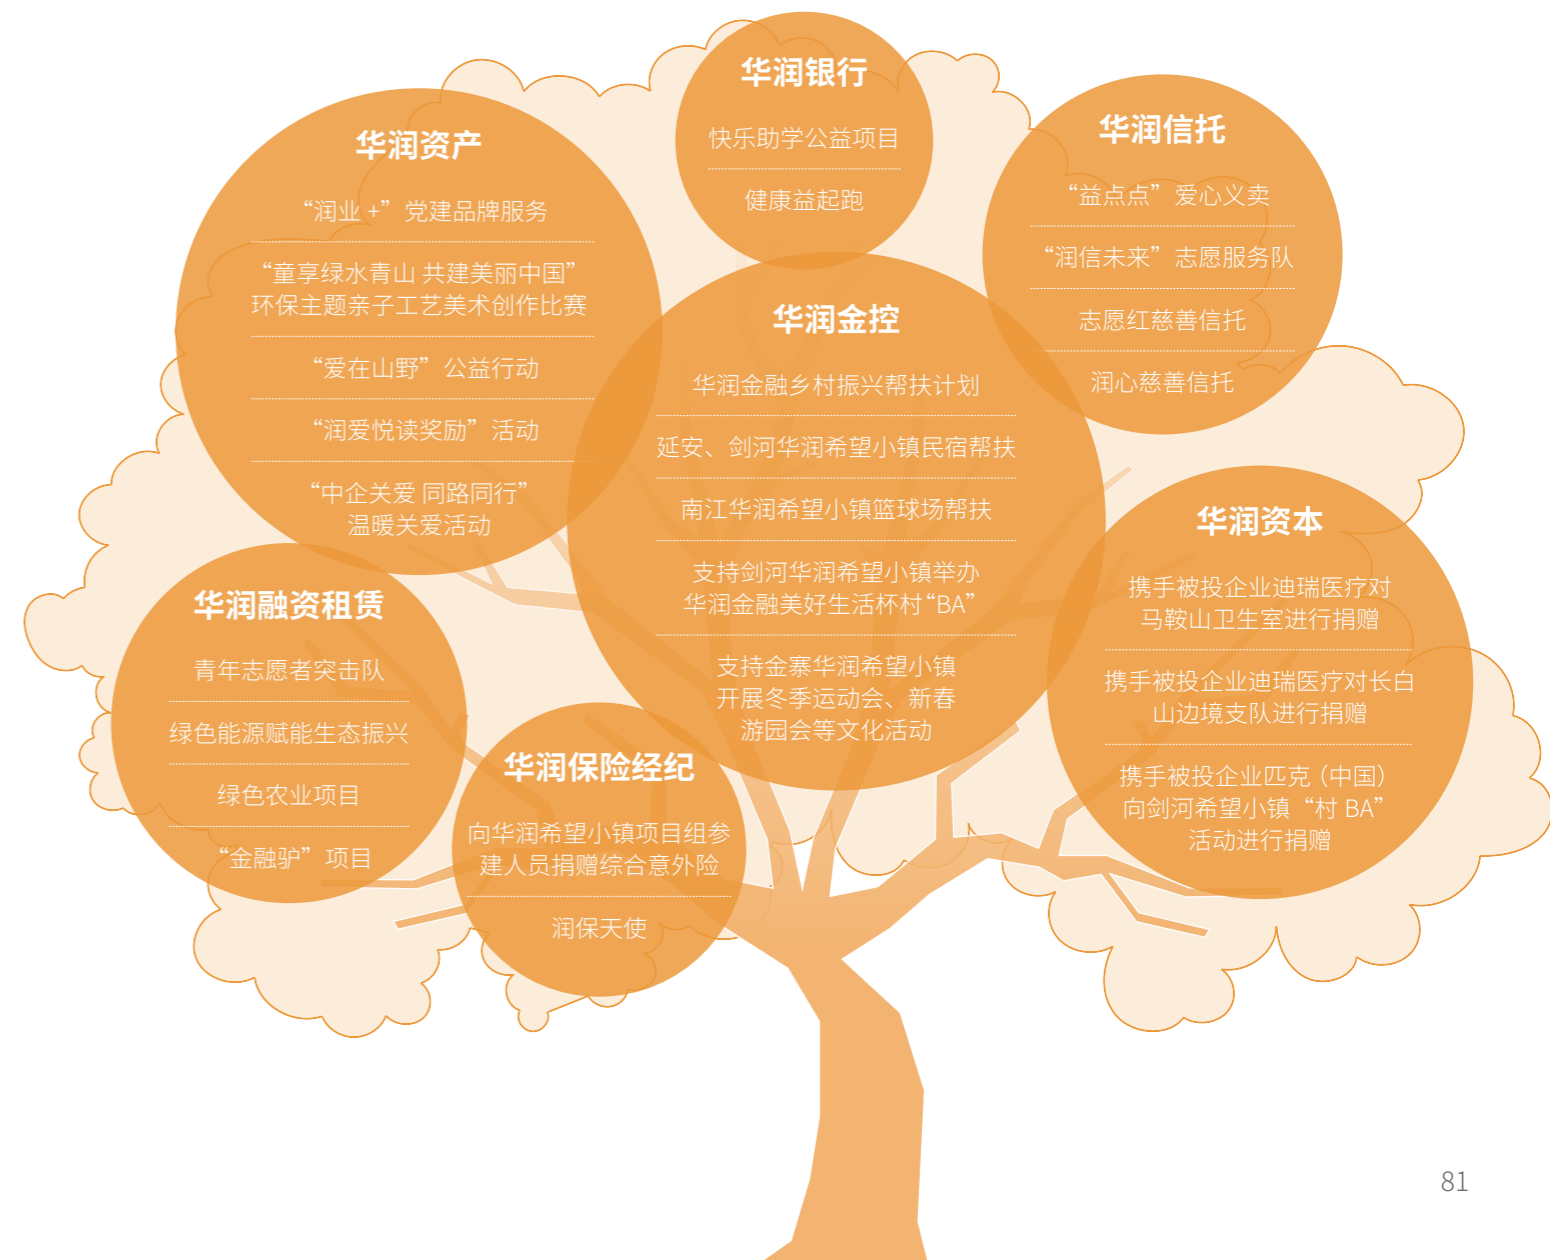 华润银行
快乐助学公益项目
健康益起跑
华润资产
“润业 +”党建品牌服务
“童享绿水青山 共建美丽中国”
环保主题亲子工艺美术创作比赛
“爱在山野”公益行动
“润爱悦读奖励”活动
“中企关爱 同路同行”
温暖关爱活动
华润信托
“益点点”爱心义卖
“润信未来”志愿服务队
志愿红慈善信托
润心慈善信托
华润金控
华润金融乡村振兴帮扶计划
延安、剑河华润希望小镇民宿帮扶
南江华润希望小镇篮球场帮扶
支持剑河华润希望小镇举办
华润金融美好生活杯村“BA”
支持金寨华润希望小镇
开展冬季运动会、新春
游园会等文化活动
华润资本
携手被投企业迪瑞医疗对
马鞍山卫生室进行捐赠
携手被投企业迪瑞医疗对长白
山边境支队进行捐赠
携手被投企业匹克（中国）
向剑河希望小镇“村 BA”
活动进行捐赠
华润融资租赁
青年志愿者突击队
绿色能源赋能生态振兴
绿色农业项目
“金融驴”项目
华润保险经纪
向华润希望小镇项目组参
建人员捐赠综合意外险
润保天使
81